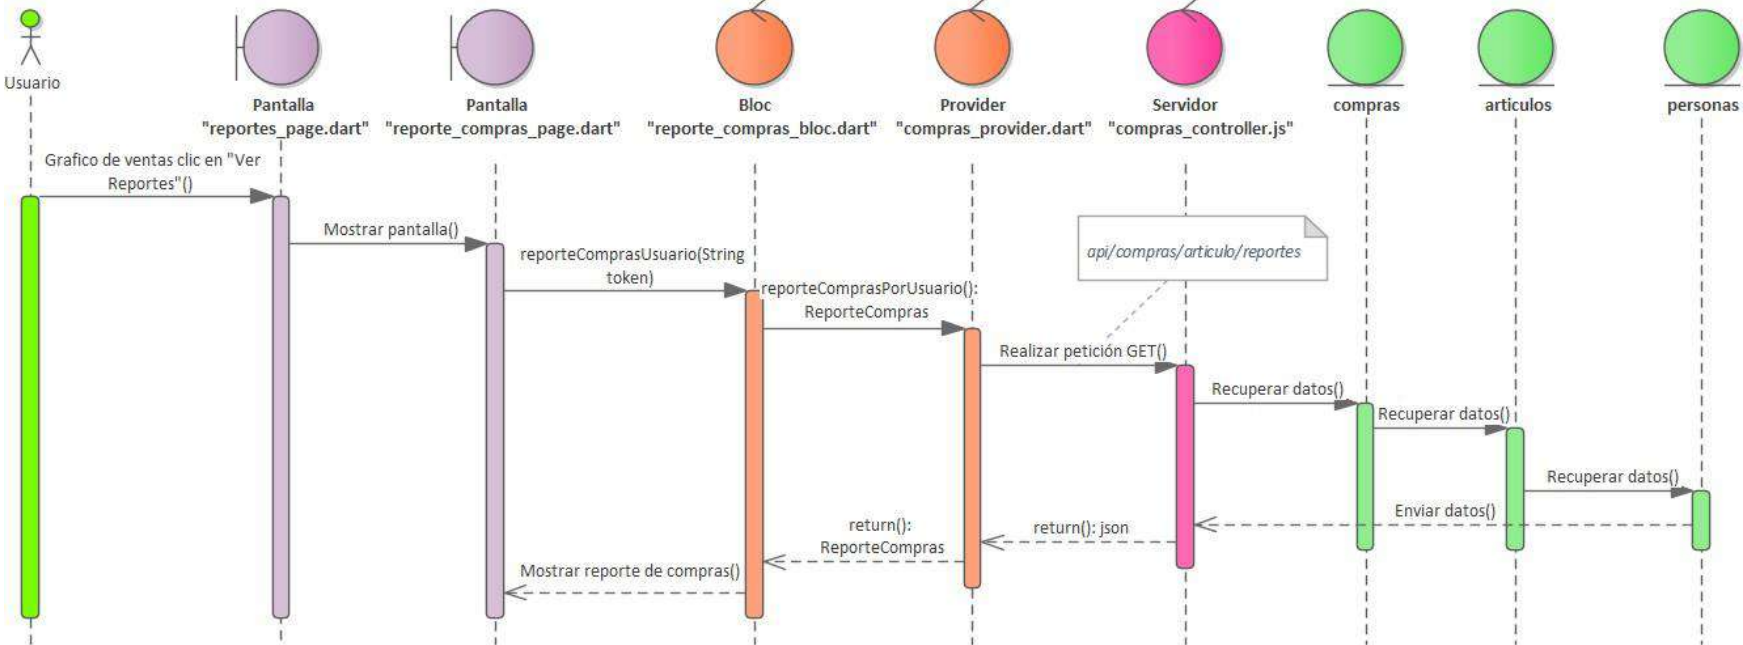 Usuario
Pantalla
"reportes_page.dart"
Pantalla
"reporte_compras_page.dart"
Bloc
"reporte_compras_bloc.dart"
Provider
"compras_provider.dart"
Servidor
"compras_controller.js"
compras
articulos
personas
Grafico de ventas clic en "Ver
Reportes"()
Mostrar pantalla()
reporteComprasUsuario(String
token)
reporteComprasPorUsuario():
ReporteCompras
api/compras/articulo/reportes
Realizar petición GET()
Recuperar datos()
Recuperar datos()
Recuperar datos()
Enviar datos()
return(): json
return():
ReporteCompras
Mostrar reporte de compras()